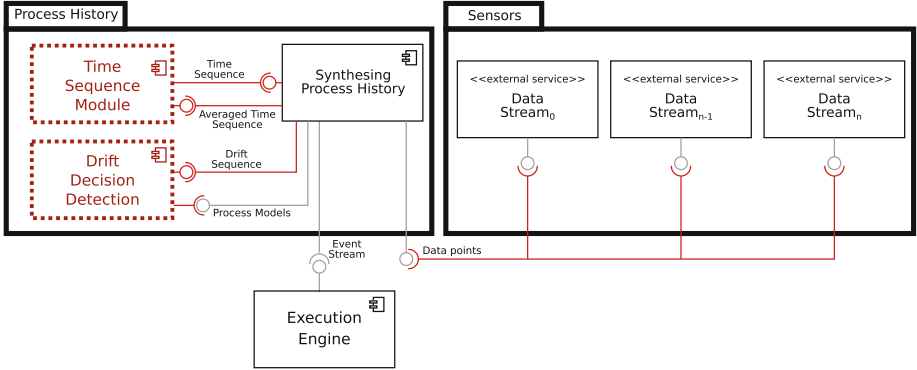 Process History
Sensors
Time
Sequence
Module
Time
Sequence
Averaged Time
Sequence
Synthesing
Process History
Drift
Decision
Detection
Drift
Sequence
Process Models
<<external service>>
Data
Stream0
<<external service>>
Data
Streamn-1
<<external service>>
Data
Streamn
Event
Stream
Data points
Execution
Engine